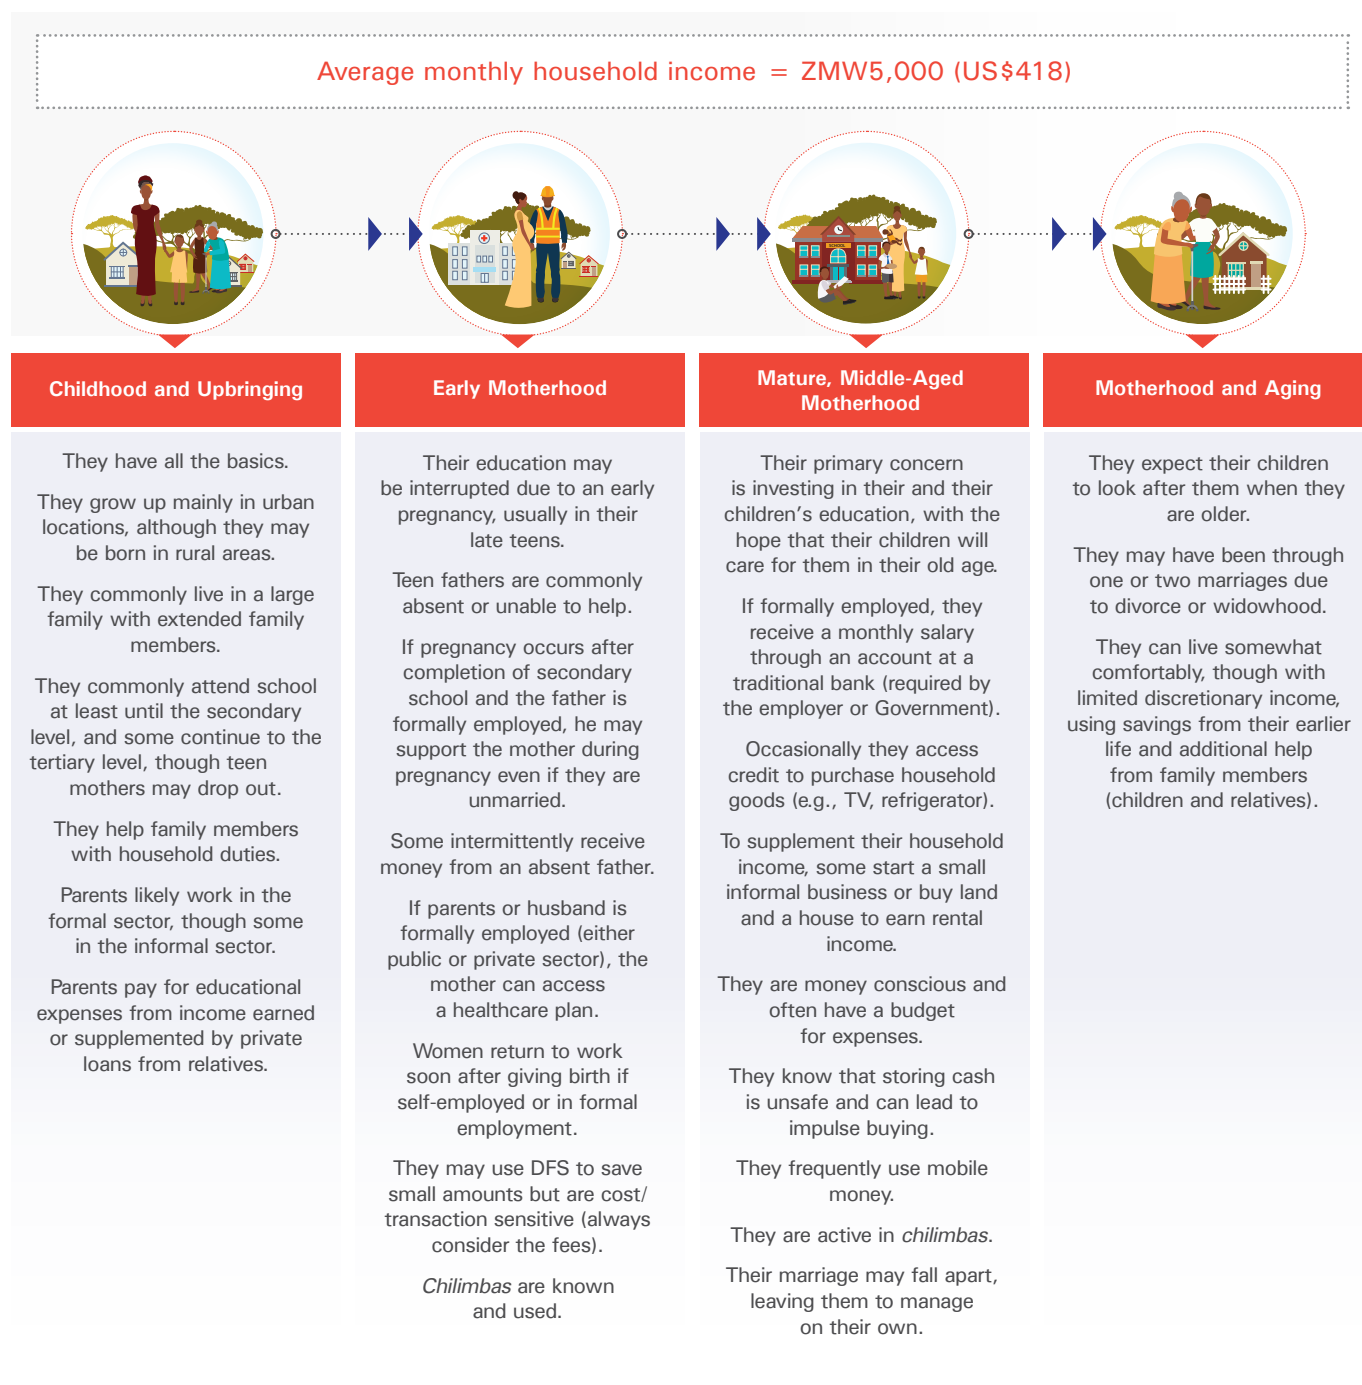 Average monthly household income = ZMW5,000 (US$418)
SCHOOL
Childhood and Upbringing
They have all the basics.
They grow up mainly in urban
locations, although they may
be born in rural areas.
They commonly live in a large
family with extended family
members.
They commonly attend school
at least until the secondary
level, and some continue to the
tertiary level, though teen
mothers may drop out.
They help family members
with household duties.
Parents likely work in the
formal sector, though some
in the informal sector.
Parents pay for educational
expenses from income earned
or supplemented by private
loans from relatives.
Early Motherhood
Their education may
be interrupted due to an early
pregnancy, usually in their
late teens.
Teen fathers are commonly
absent or unable to help.
If pregnancy occurs after
completion of secondary
school and the father is
formally employed, he may
support the mother during
pregnancy even if they are
unmarried.
Some intermittently receive
money from an absent father.
If parents or husband is
formally employed (either
public or private sector), the
mother can access
a healthcare plan.
Women return to work
soon after giving birth if
self-employed or in formal
employment.
They may use DFS to save
small amounts but are cost/
transaction sensitive (always
consider the fees).
Chilimbas are known
and used.
Mature, Middle-Aged
Motherhood
Their primary concern
is investing in their and their
children's education, with the
hope that their children will
care for them in their old age.
If formally employed, they
receive a monthly salary
through an account at a
traditional bank (required by
the employer or Government).
Occasionally they access
credit to purchase household
goods (e.g., TV, refrigerator).
To supplement their household
income, some start a small
informal business or buy land
and a house to earn rental
income.
They are money conscious and
often have a budget
for expenses.
They know that storing cash
is unsafe and can lead to
impulse buying.
They frequently use mobile
money.
They are active in chilimbas.
Their marriage may fall apart,
leaving them to manage
on their own.
Motherhood and Aging
They expect their children
to look after them when they
are older.
They may have been through
one or two marriages due
to divorce or widowhood.
They can live somewhat
comfortably, though with
limited discretionary income,
using savings from their earlier
life and additional help
from family members
(children and relatives).